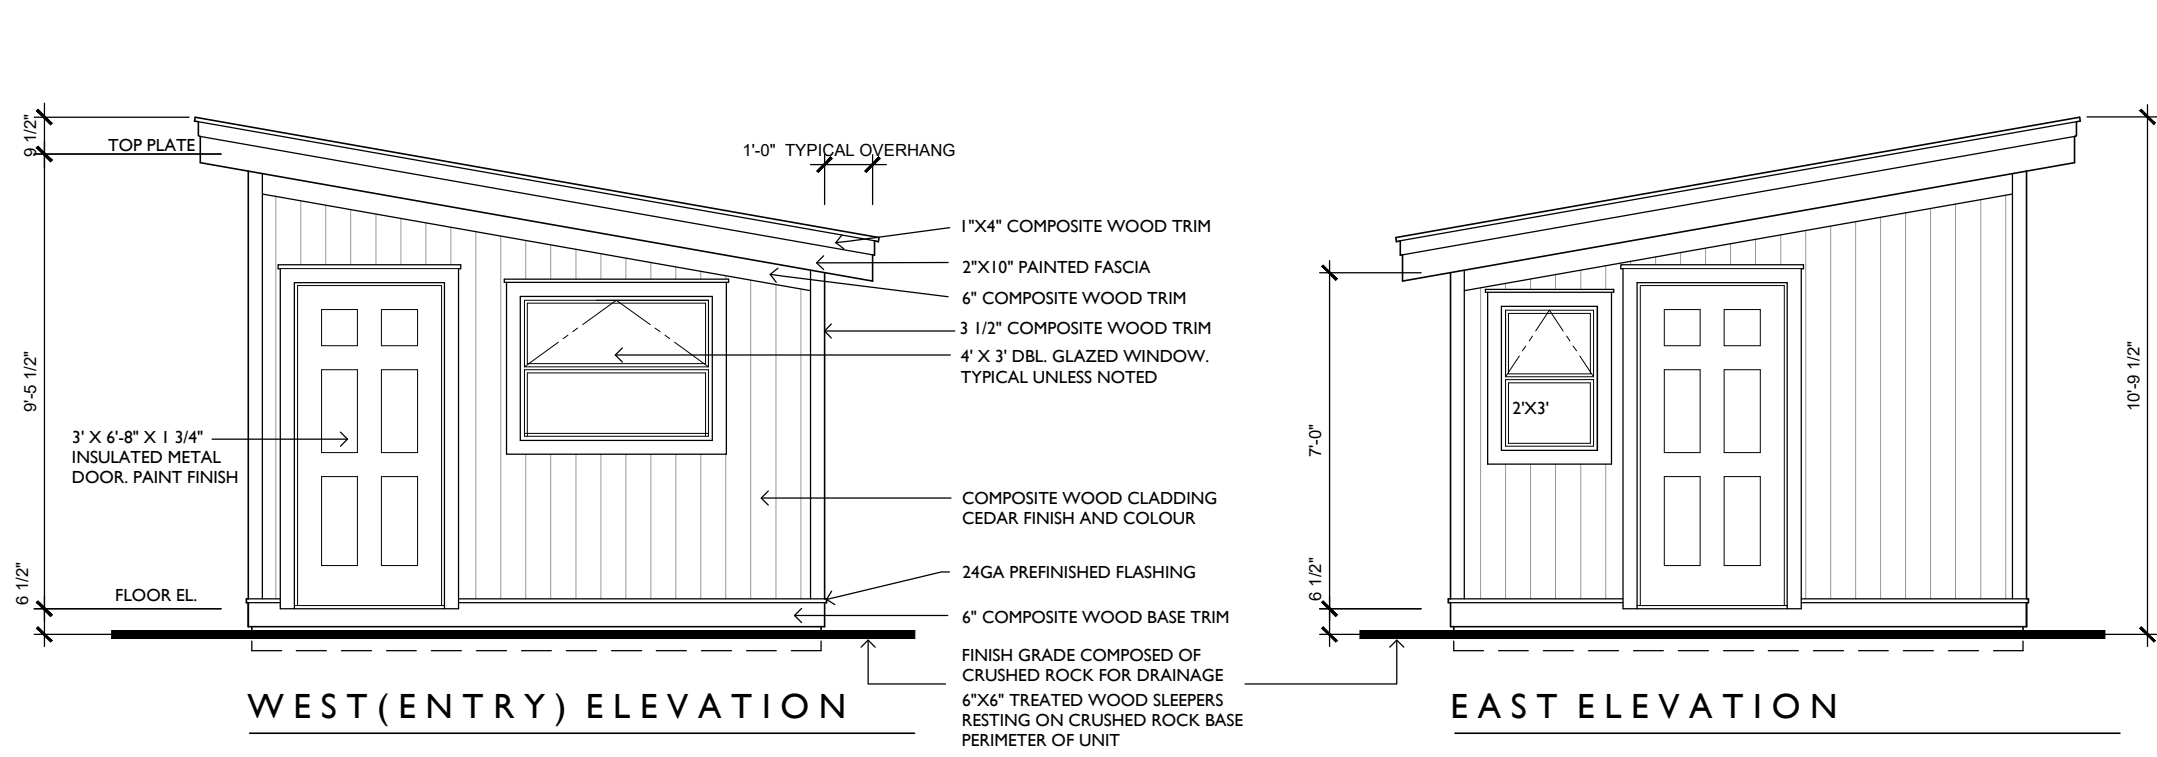 9 1/2"
TOP PLATE
9'-5 1/2"
3' X 6'-8" X 1 3/4"
INSULATED METAL
DOOR. PAINT FINISH
6 1/2"
FLOOR EL.
1'-0" TYPICAL OVERHANG
1"X4" COMPOSITE WOOD TRIM
2"X10" PAINTED FASCIA
6" COMPOSITE WOOD TRIM
3 1/2" COMPOSITE WOOD TRIM
4' X 3' DBL. GLAZED WINDOW.
TYPICAL UNLESS NOTED
COMPOSITE WOOD CLADDING
CEDAR FINISH AND COLOUR
24GA PREFINISHED FLASHING
6" COMPOSITE WOOD BASE TRIM
FINISH GRADE COMPOSED OF
CRUSHED ROCK FOR DRAINAGE
6"X6" TREATED WOOD SLEEPERS
RESTING ON CRUSHED ROCK BASE
PERIMETER OF UNIT
WEST(ENTRY) ELEVATION
7'-0"
6 1/2"
2'X3'
10'-9 1/2"
EAST ELEVATION